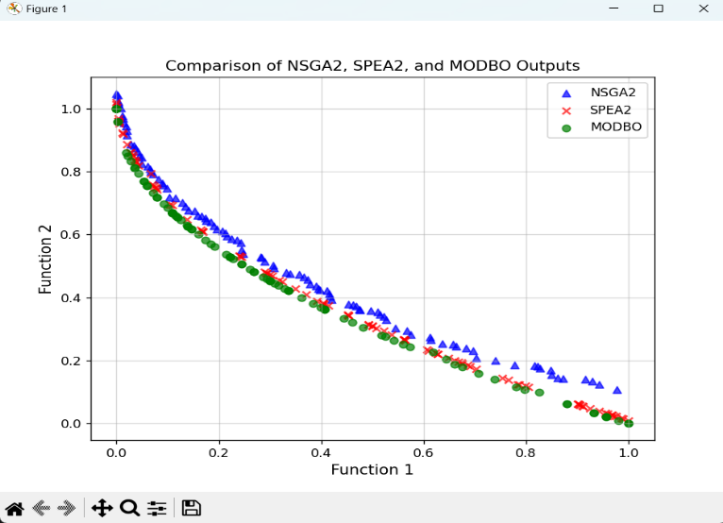 Figure 1
Comparison of NSGA2, SPEA2, and MODBO Outputs
NSGA2
SPEA2
MODBO
Function 2
1.0
0.8
0.6
0.4
0.2
0.0
0.0 0.2 0.4 0.6 0.8 1.0
Function 1